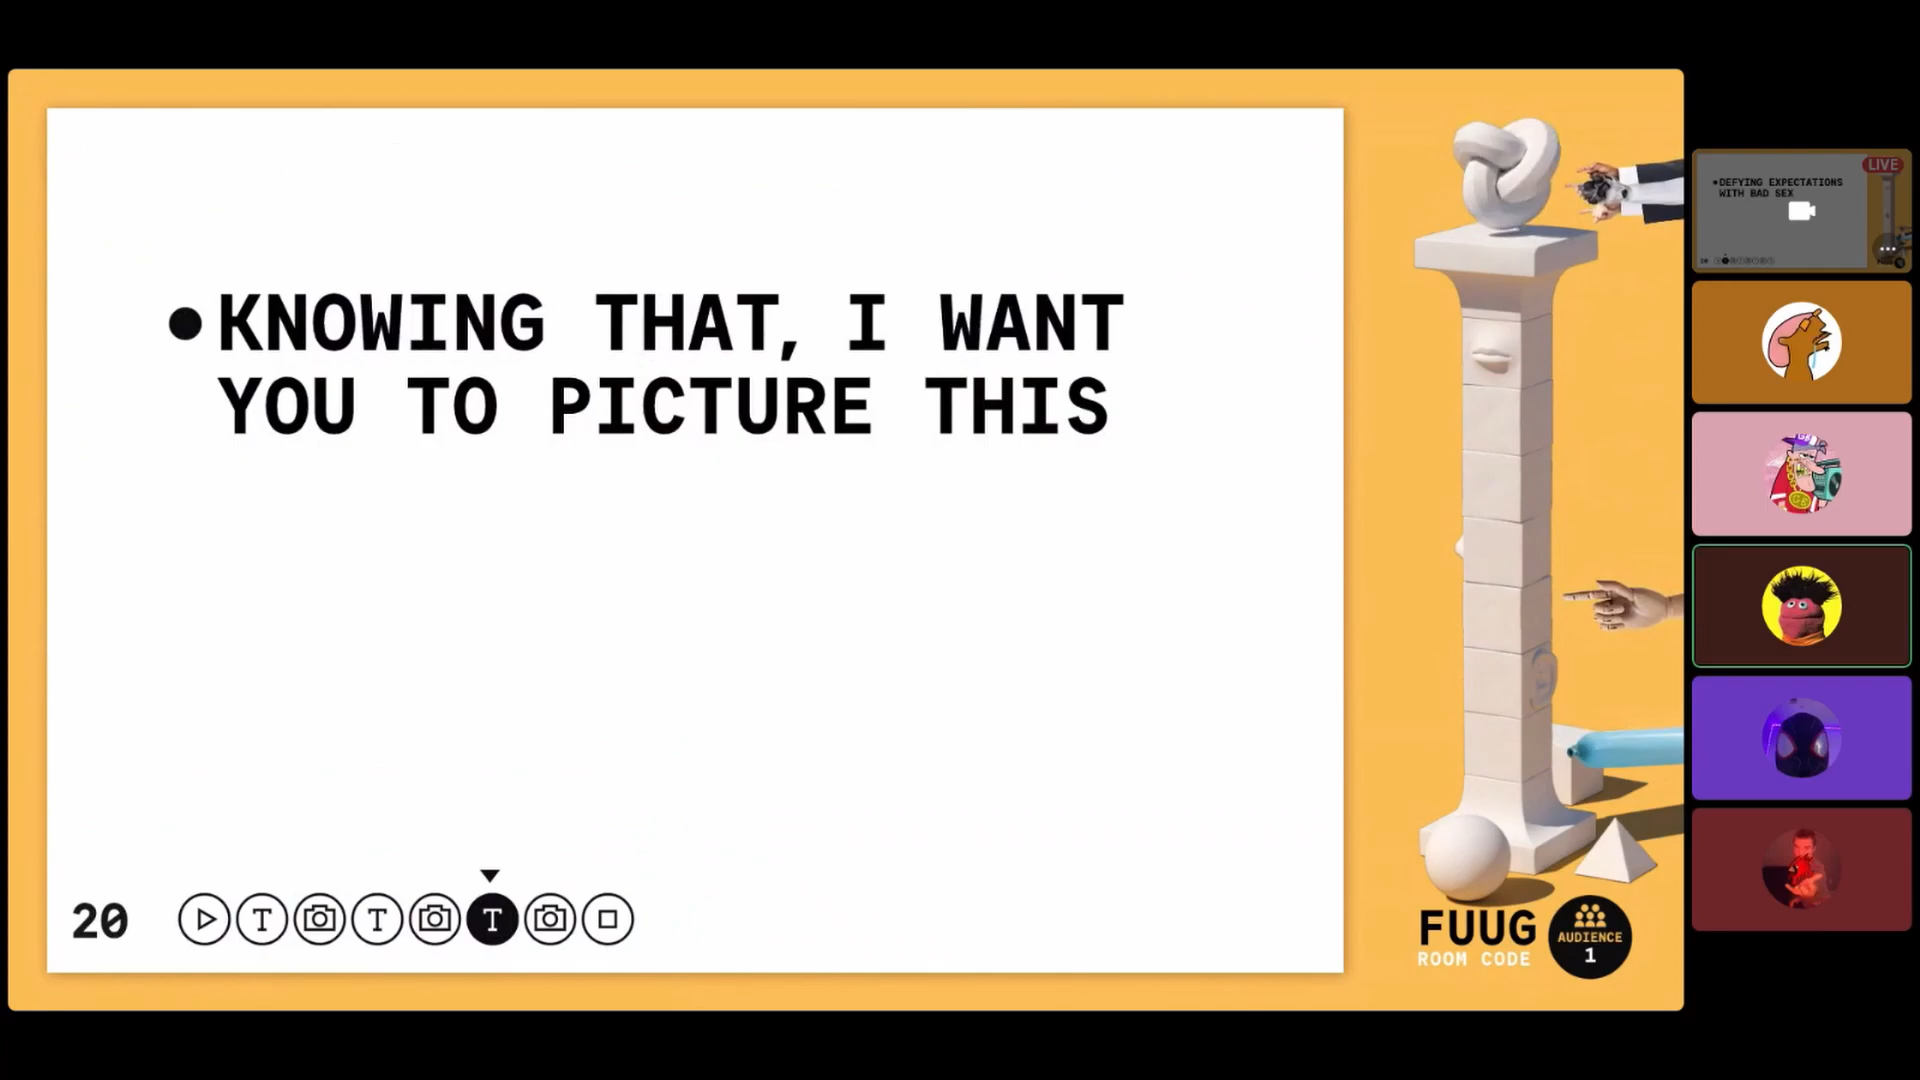 •KNOWING THAT, I WANT
YOU TO PICTURE THIS
20
T
T
T
FUUG
ROOM CODE
AUDIENCE
1
LIVE
•DEFYING EXPECTATIONS
WITH BAD SEX